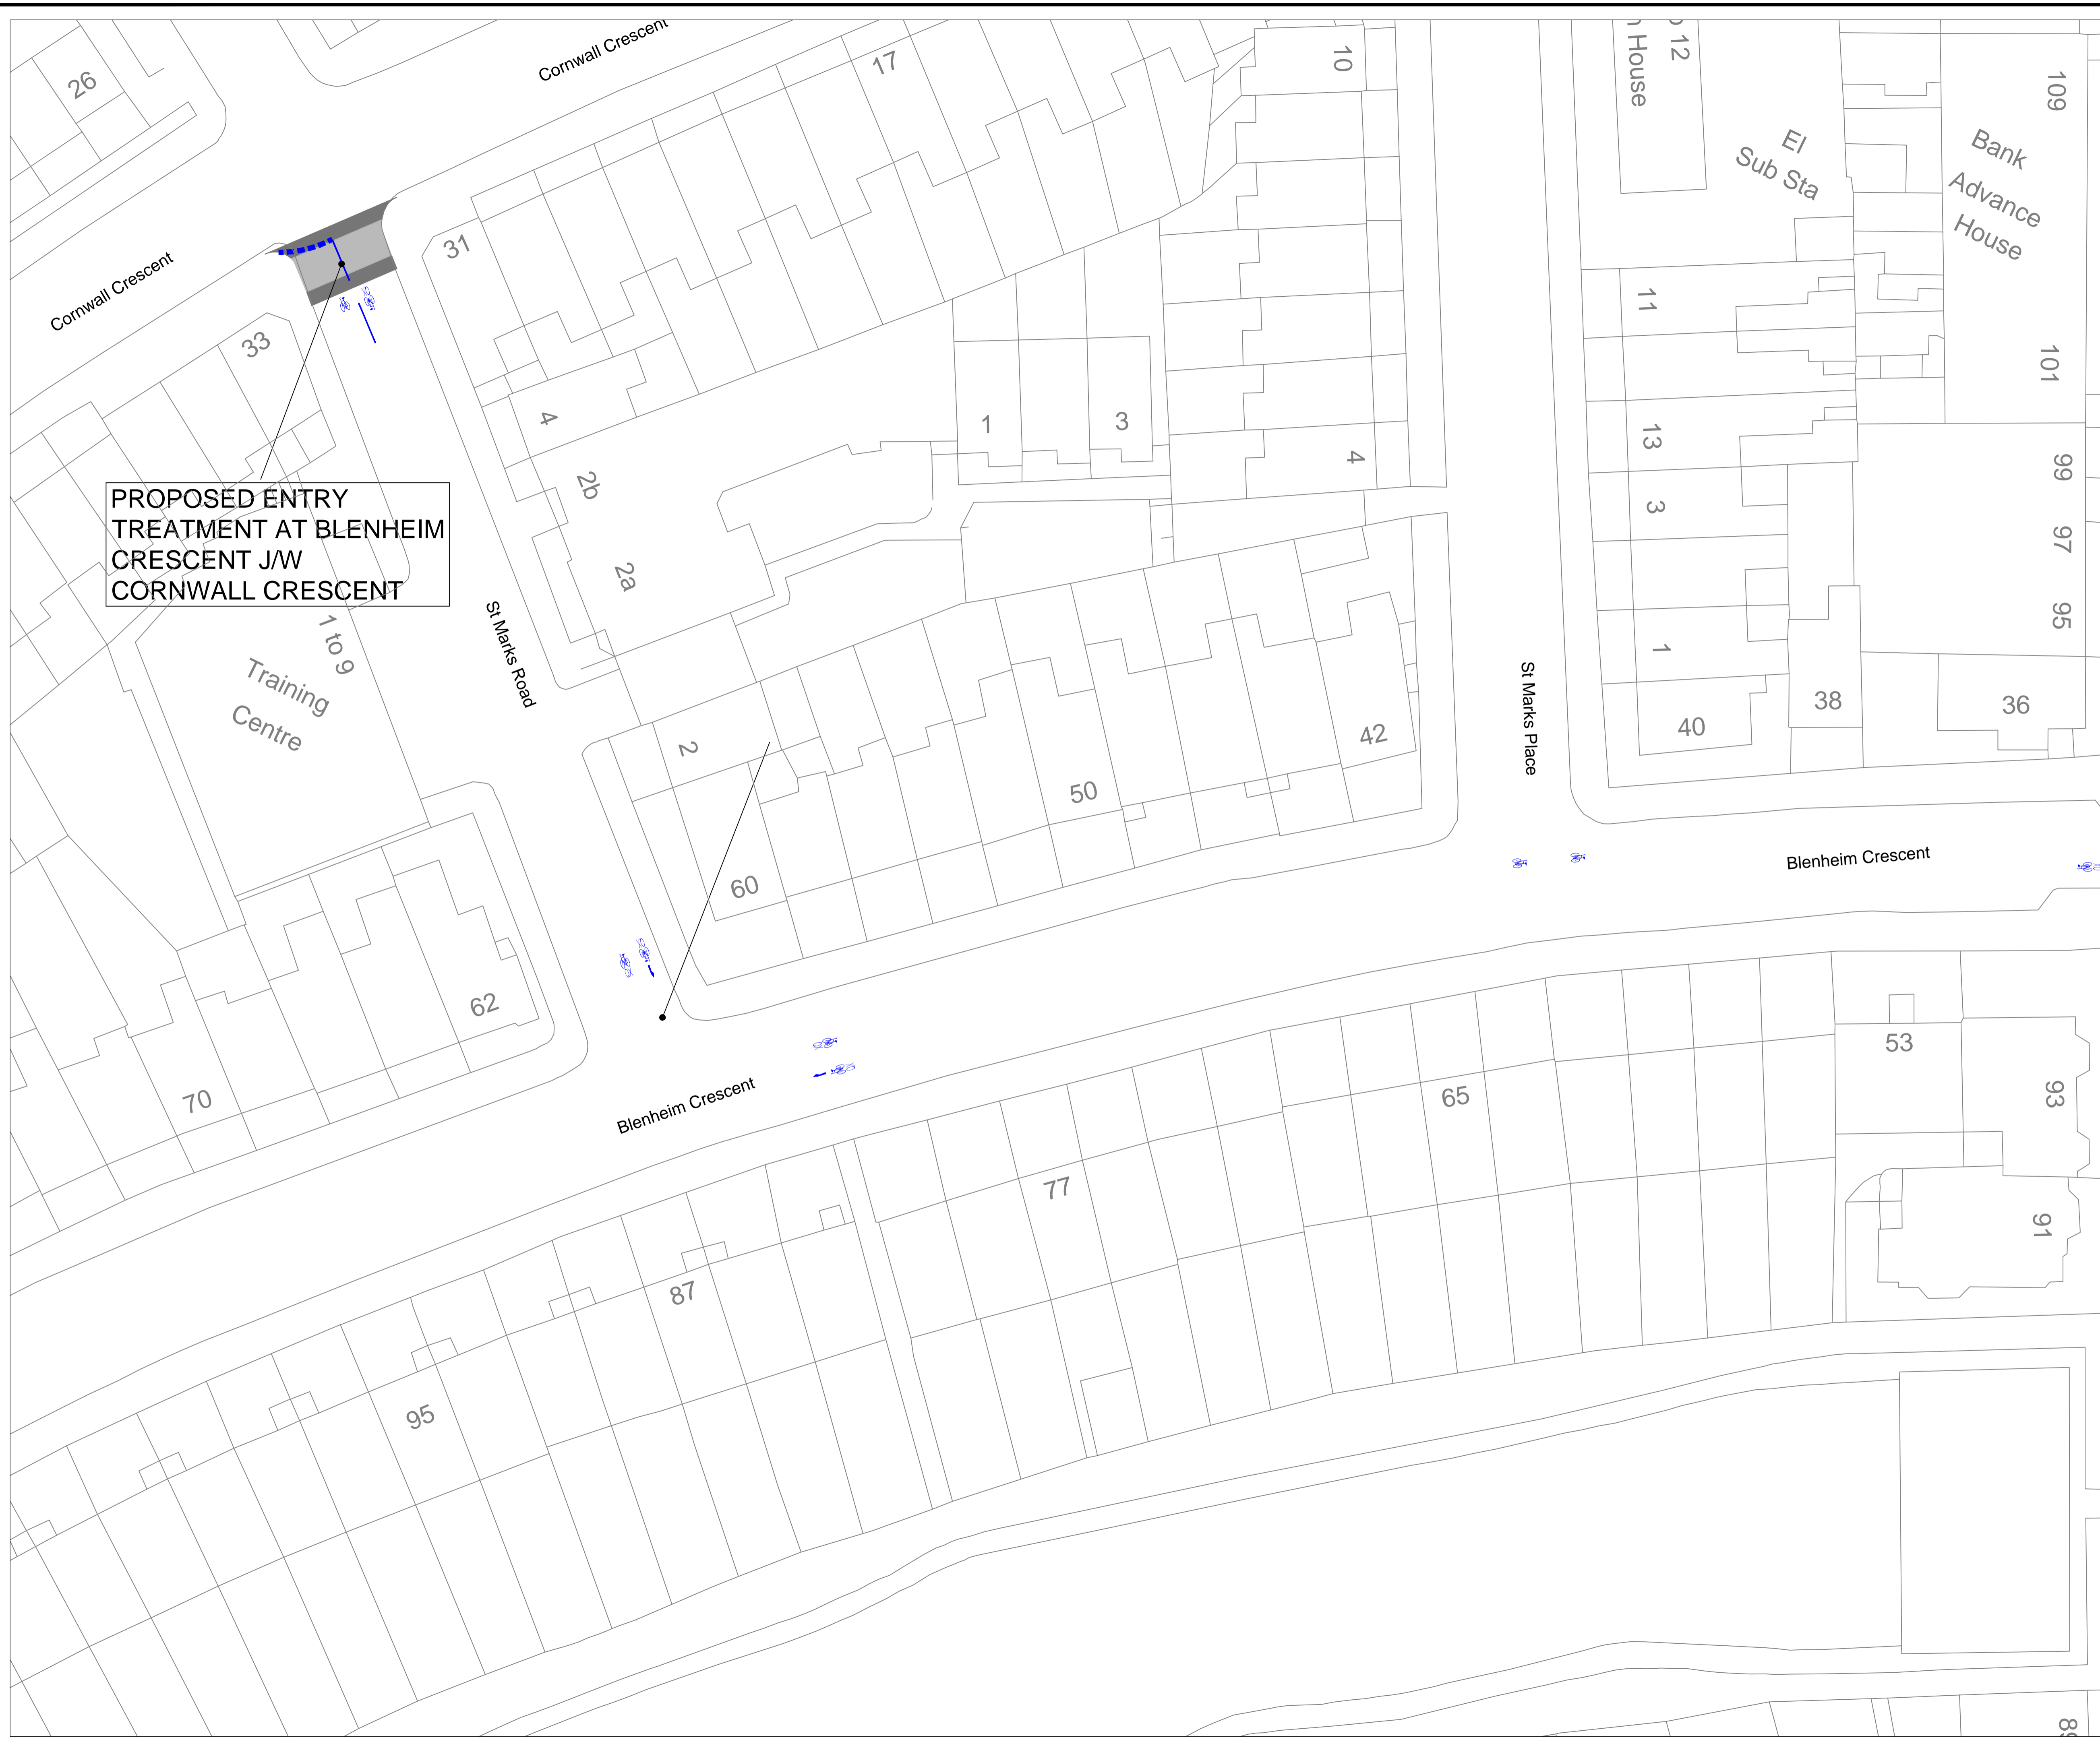 Cornwall Crescent
26
17
10
12
n House
109
El
Sub Sta
Bank
Advance
House
31
Cornwall Crescent
33
11
101
4
1
3
13
4
99
2b
3
PROPOSED ENTRY
TREATMENT AT BLENHEIM
CRESCENT J/W
CORNWALL CRESCENT
97
2a
95
1 to 9
St Marks Road
1
Training
Centre
St Marks Place
38
36
2
42
40
50
60
Blenheim Crescent
62
53
70
Blenheim Crescent
65
93
77
91
87
95